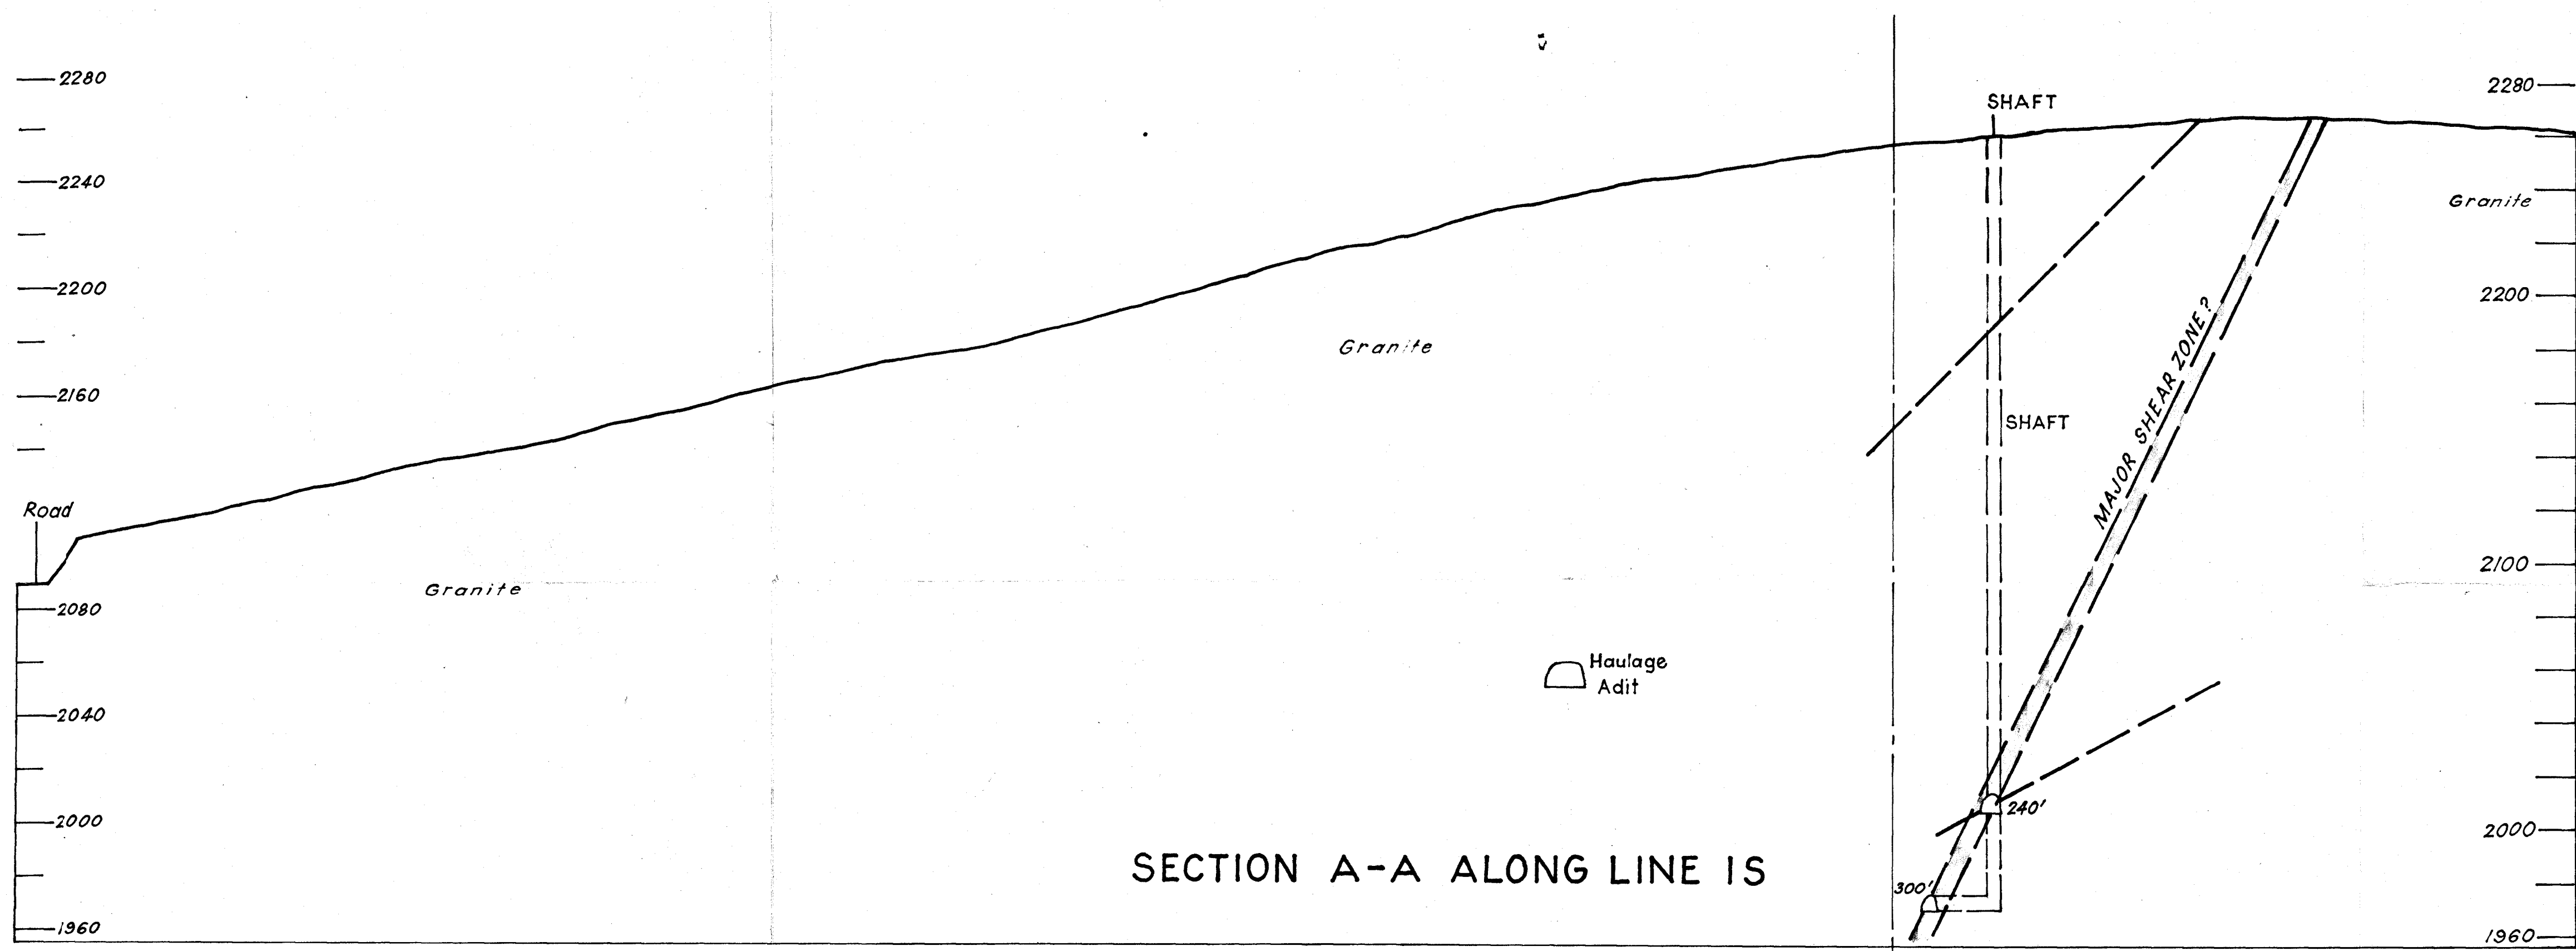 2280
2240
2200
2160
Road
2080
2040
2000
1960
Granite
Granite
Haulage
Adit
SECTION A-A ALONG LINE 1S
SHAFT
SHAFT
MAJOR SHEAR ZONE?
240'
300'
Granite
2280
2200
2100
2000
1960